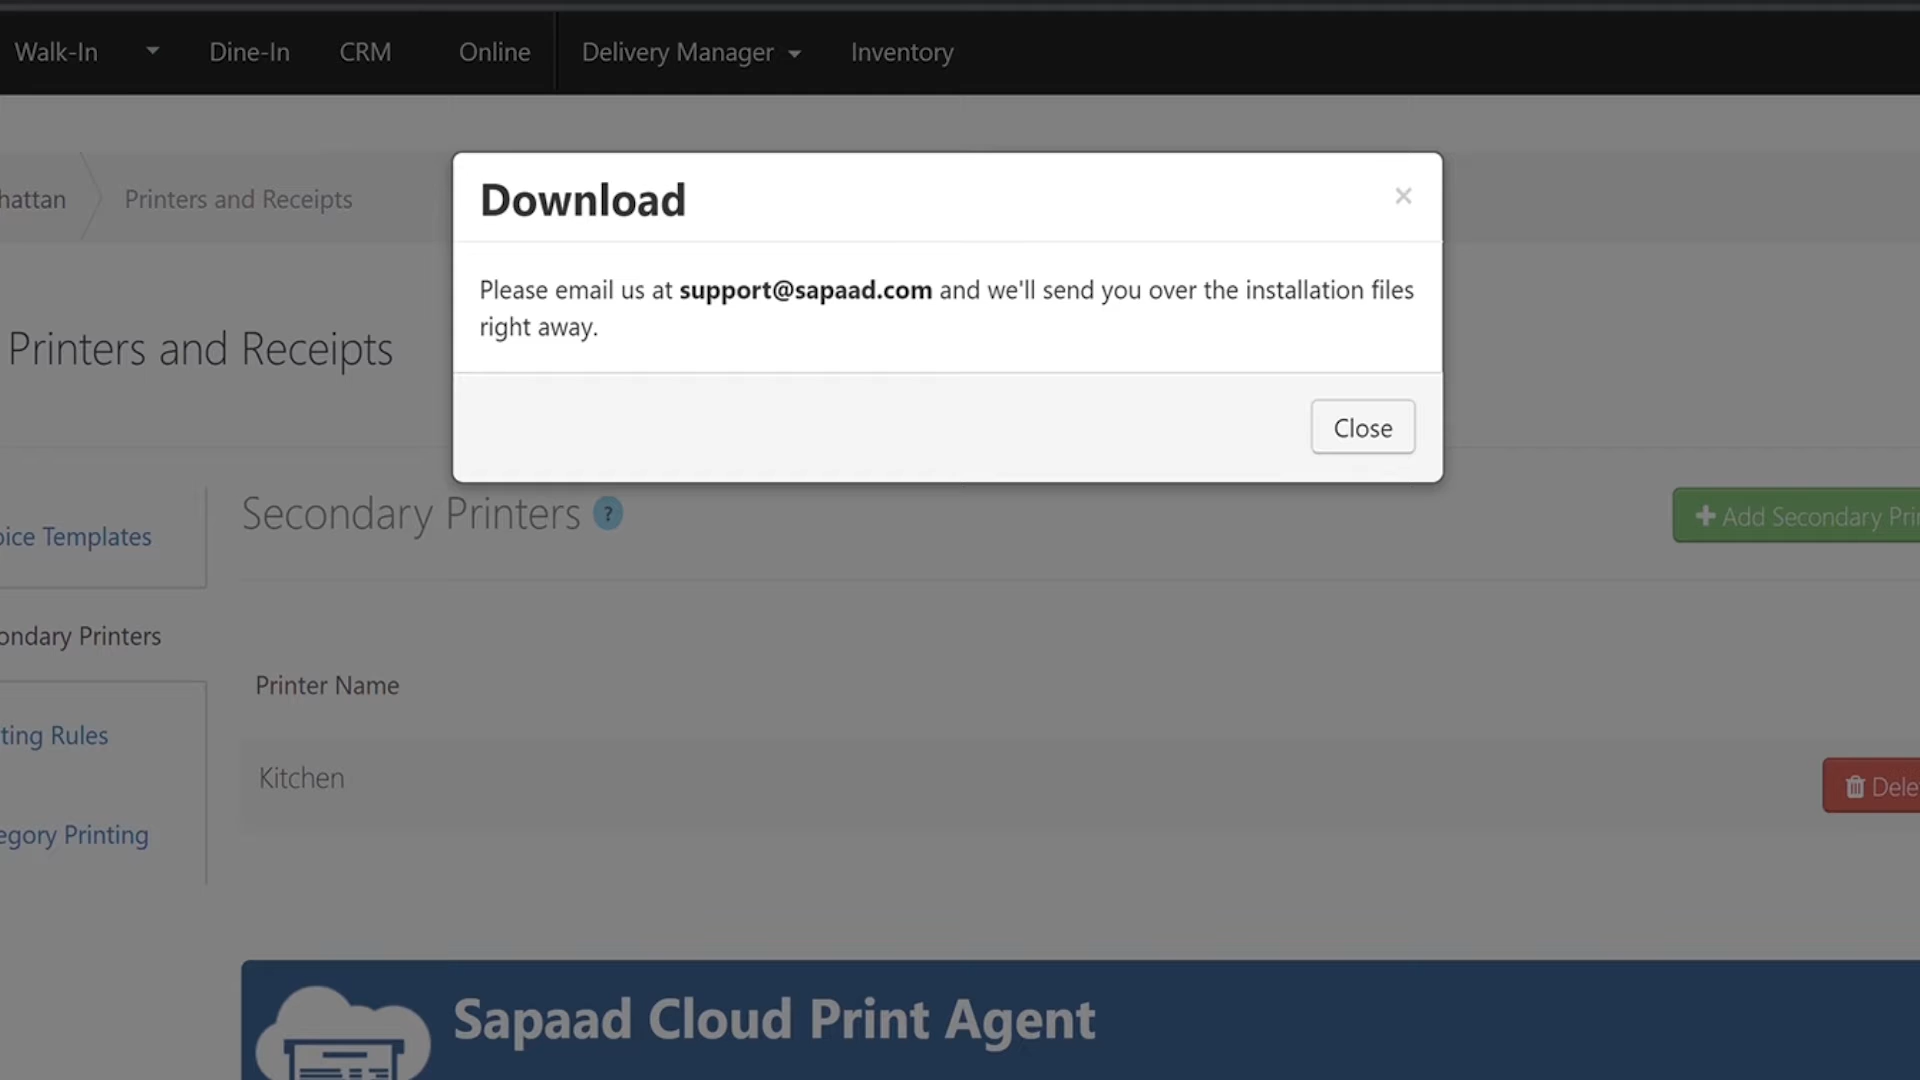 Walk-In Dine-In CRM Online Delivery Manager Inventory
hattan Printers and Receipts
Download ×
Please email us at support@sapaad.com and we'll send you over the installation files
right away.
Close
Printers and Receipts
Secondary Printers ?
Add Secondary Pri
oice Templates
ondary Printers
ting Rules
egory Printing
Printer Name
Kitchen
Dele
Sapaad Cloud Print Agent